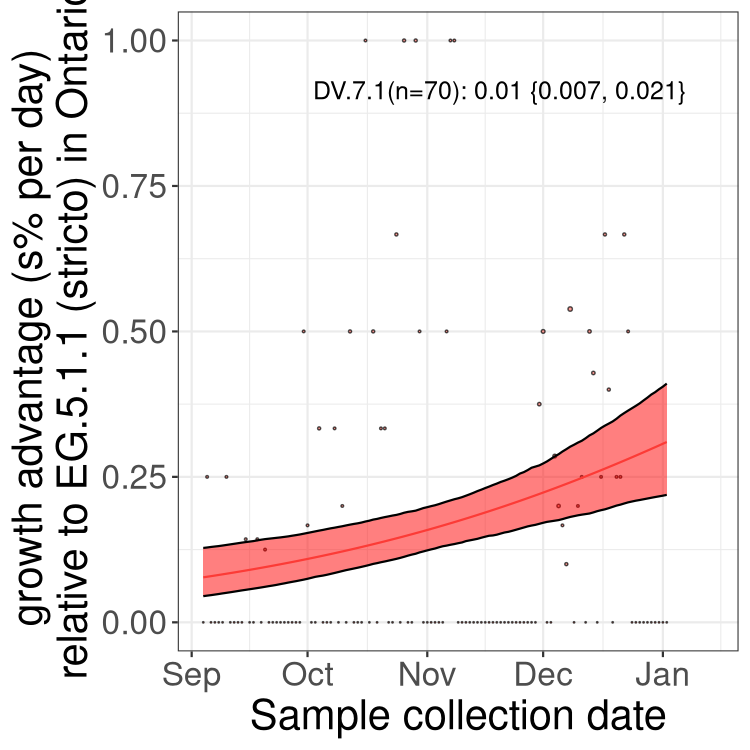 growth advantage (s% per day)
relative to EG.5.1.1 (stricto) in Ontario
1.00
0.75
0.50
0.25
0.00
DV.7.1(n=70): 0.01 {0.007, 0.021}
Sep Oct Nov Dec Jan
Sample collection date